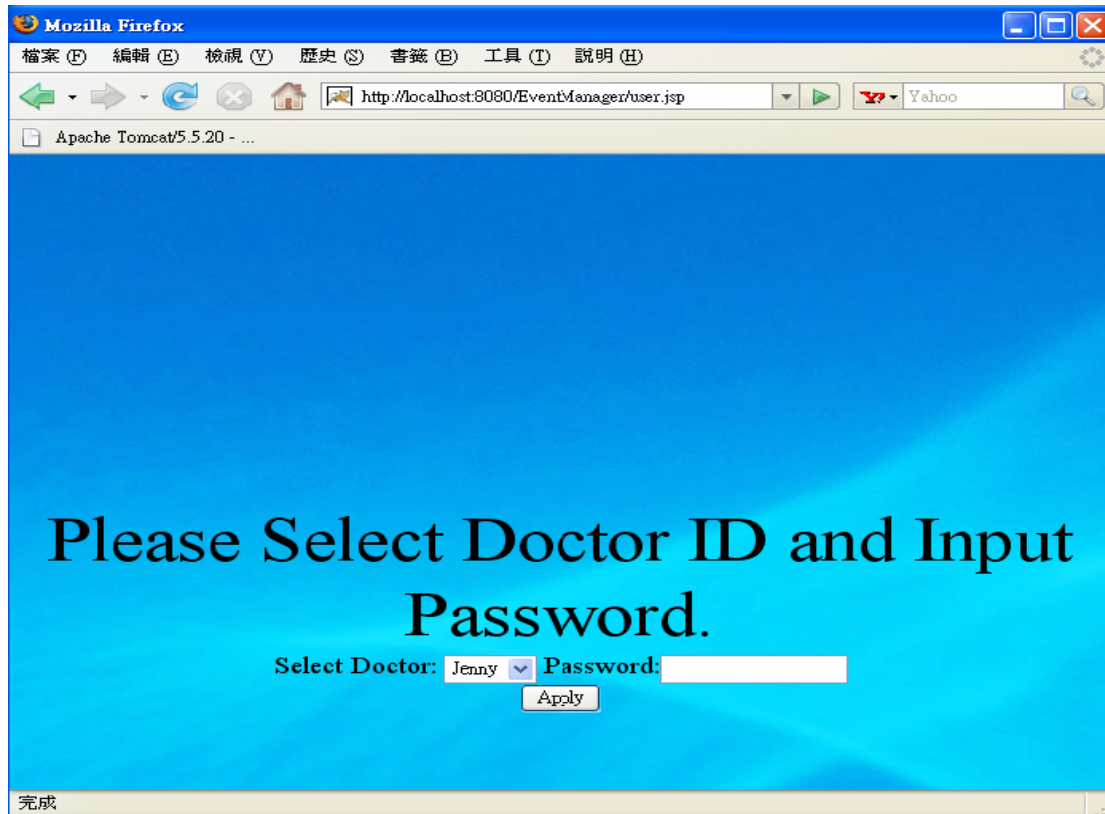 Mozilla Firefox
檔案 (F) 編輯 (E) 檢視 (V) 歷史 (S) 書籤 (B) 工具 (T) 說明 (H)
http://localhost:8080/EventManager/user.jsp Yahoo
Apache Tomcat/5.5.20 - ...
Please Select Doctor ID and Input
Password.
Select Doctor: Jenny Password:
Apply
完成